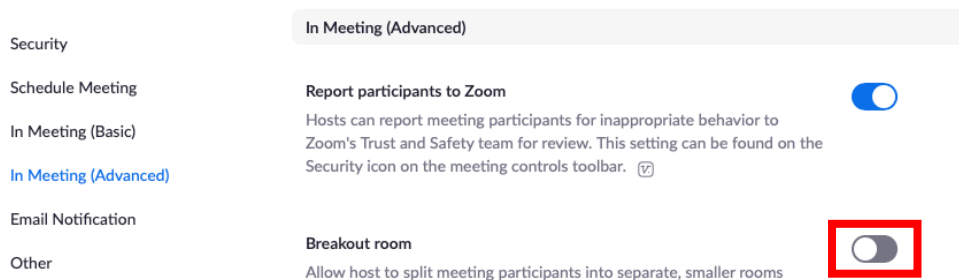 Security
Schedule Meeting
In Meeting (Basic)
In Meeting (Advanced)
Email Notification
Other
In Meeting (Advanced)
Report participants to Zoom
Hosts can report meeting participants for inappropriate behavior to
Zoom's Trust and Safety team for review. This setting can be found on the
Security icon on the meeting controls toolbar.
Breakout room
Allow host to split meeting participants into separate, smaller rooms